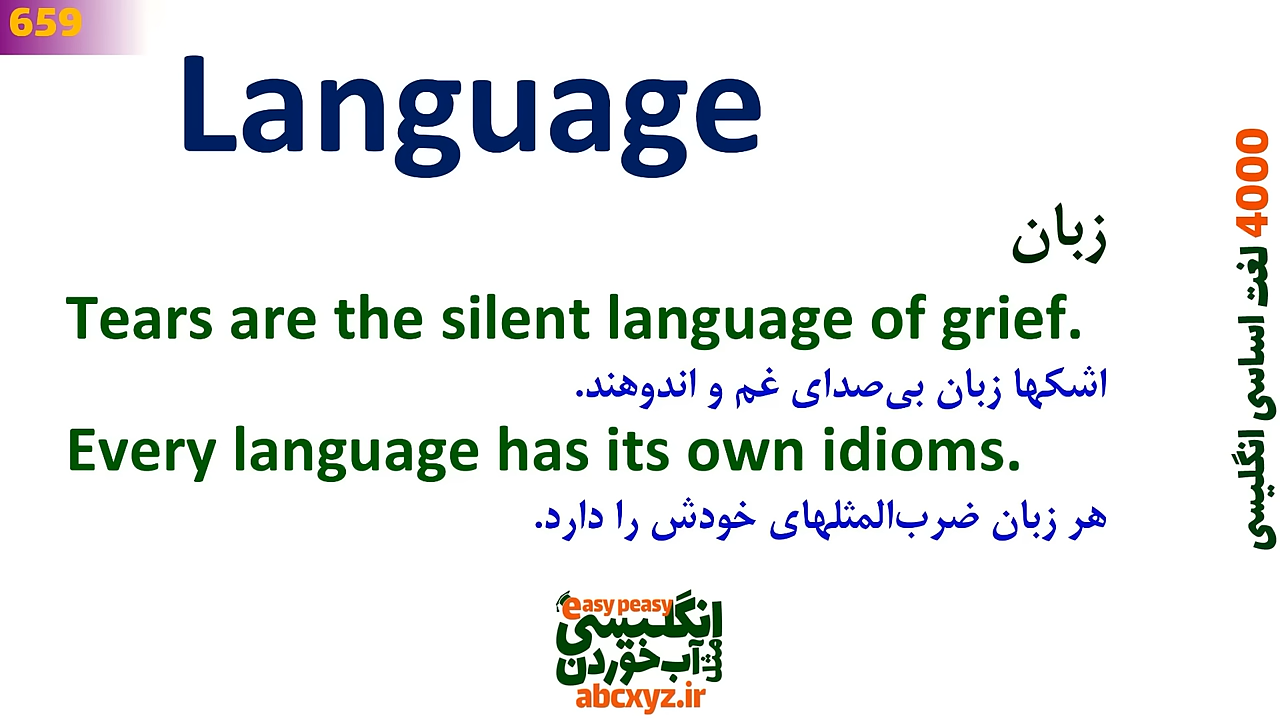 659
Language
زبان
Tears are the silent language of grief.
اشکها زبان بی‌صدای غم و اندوهند.
Every language has its own idioms.
هر زبان ضرب‌المثلهای خودش را دارد.
4000 لغت اساسی انگلیسی
easy peasy
انگلیسی
مثل آب‌خوردن
abcxyz.ir